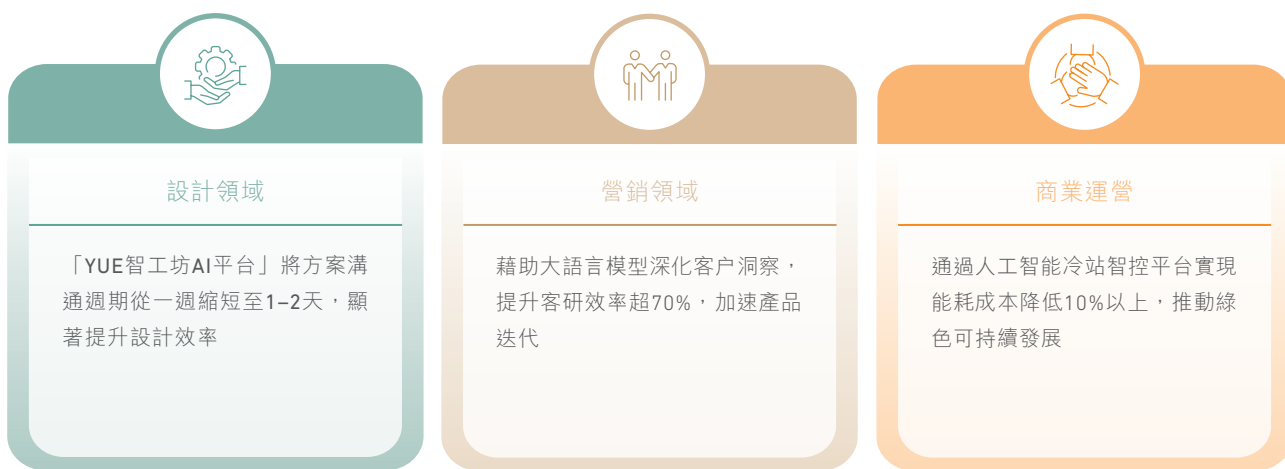 設計領域
「YUE智工坊AI平台」將方案溝
通週期從一週縮短至1–2天，顯
著提升設計效率
營銷領域
藉助大語言模型深化客户洞察，
提升客研效率超70%，加速產品
迭代
商業運營
通過人工智能冷站智控平台實現
能耗成本降低10%以上，推動綠
色可持續發展